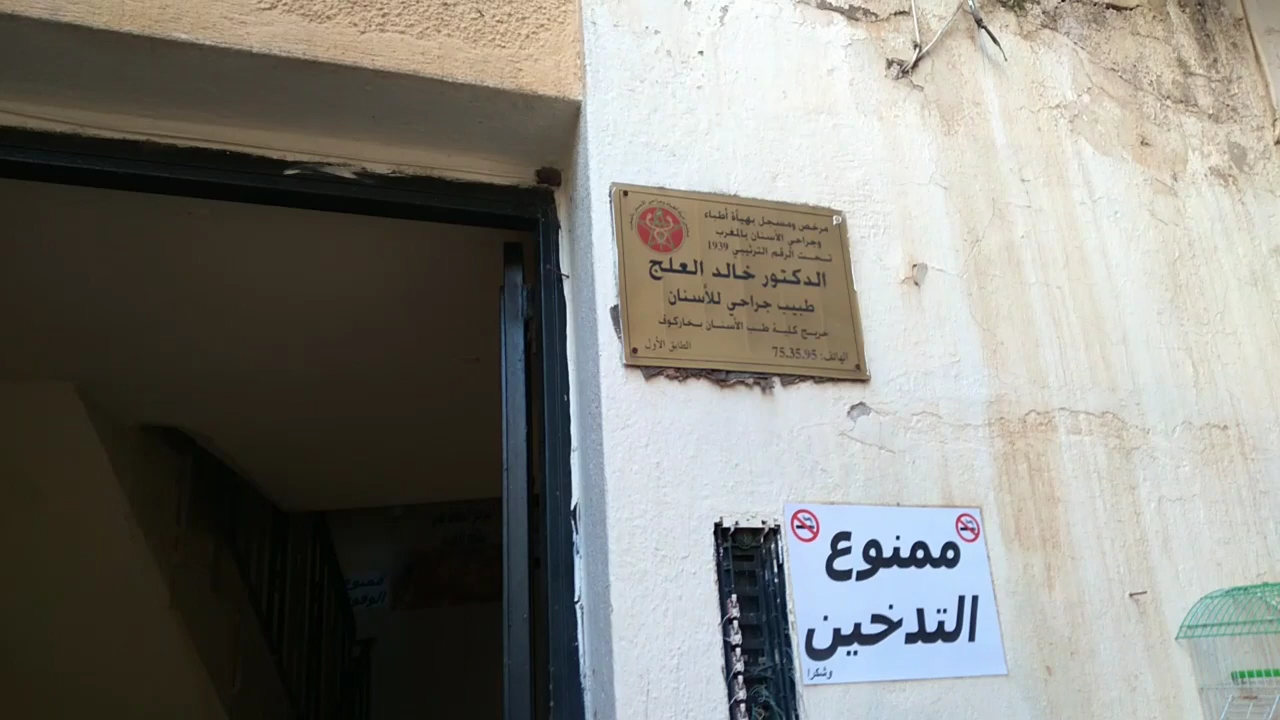 مرخص ومسجل بهيأة أطباء
وجراحي الأسنان بالمغرب
تحت الرقم الترتيبي 1939
الدكتور خالد العلج
طبيب جراحي للأسنان
خريج كلية طب الأسنان بخاركوف
الهاتف: 75.35.95 الطابق الأول
ممنوع
التدخين
وشكرا
ممنوع